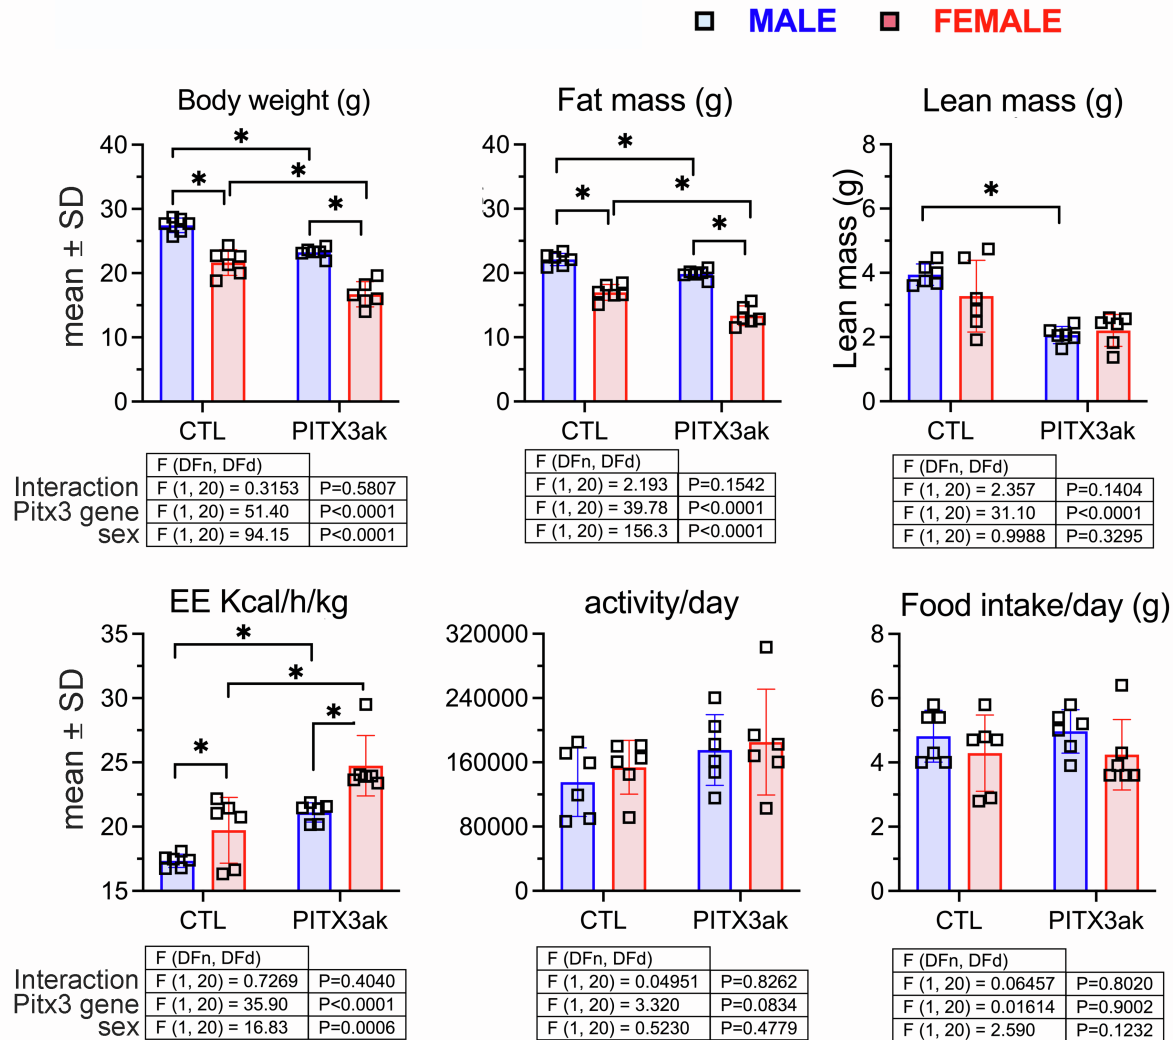 MALE FEMALE
Body weight (g)
mean ± SD
40
30
20
10
0
* * * *
CTL PITX3ak
Fat mass (g)
40
30
20
10
0
* * * *
CTL PITX3ak
Lean mass (g)
Lean mass (g)
8
6
4
2
0
*
CTL PITX3ak
F (DFn, DFd)
Interaction F (1, 20) = 0.3153 P=0.5807
Pitx3 gene F (1, 20) = 51.40 P<0.0001
sex F (1, 20) = 94.15 P<0.0001
F (DFn, DFd)
F (1, 20) = 2.193 P=0.1542
F (1, 20) = 39.78 P<0.0001
F (1, 20) = 156.3 P<0.0001
F (DFn, DFd)
F (1, 20) = 2.357 P=0.1404
F (1, 20) = 31.10 P<0.0001
F (1, 20) = 0.9988 P=0.3295
EE Kcal/h/kg
mean ± SD
35
30
25
20
15
* * * *
CTL PITX3ak
activity/day
320000
240000
160000
80000
0
CTL PITX3ak
Food intake/day (g)
8
6
4
2
0
CTL PITX3ak
F (DFn, DFd)
Interaction F (1, 20) = 0.7269 P=0.4040
Pitx3 gene F (1, 20) = 35.90 P<0.0001
sex F (1, 20) = 16.83 P=0.0006
F (DFn, DFd)
F (1, 20) = 0.04951 P=0.8262
F (1, 20) = 3.320 P=0.0834
F (1, 20) = 0.5230 P=0.4779
F (DFn, DFd)
F (1, 20) = 0.06457 P=0.8020
F (1, 20) = 0.01614 P=0.9002
F (1, 20) = 2.590 P=0.1232